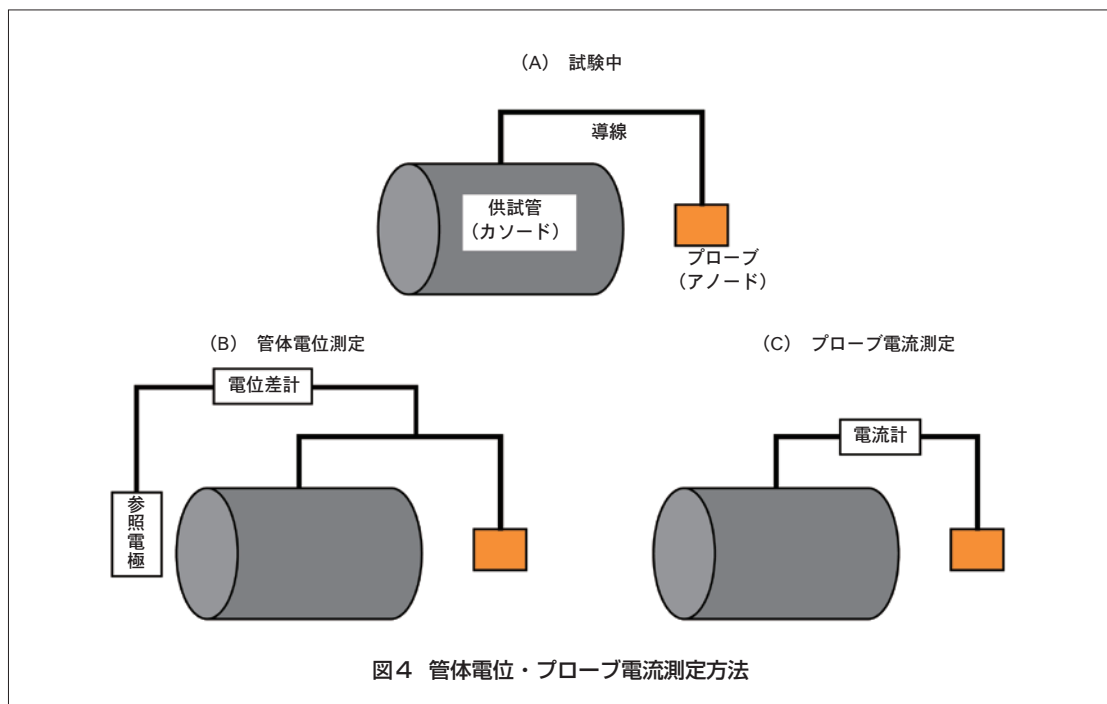 (A) 試験中
導線
供試管
(カソード)
プローブ
(アノード)
(B) 管体電位測定
電位差計
参照電極
(C) プローブ電流測定
電流計
図4 管体電位・プローブ電流測定方法